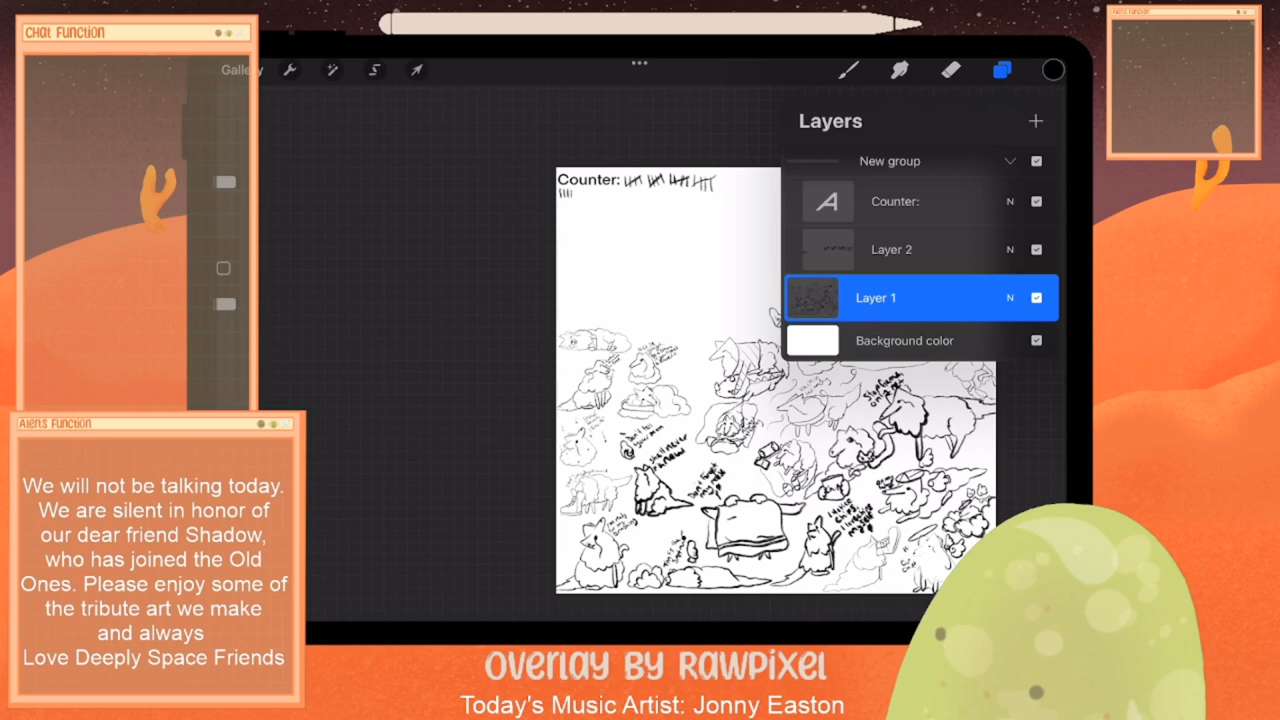 Chat Function
Gallery
Layers
New group
Counter:
N
Layer 2
N
Layer 1
N
Background color
Counter:
Alerts Function
Alerts Function
We will not be talking today.
We are silent in honor of
our dear friend Shadow,
who has joined the Old
Ones. Please enjoy some of
the tribute art we make
and always
Love Deeply Space Friends
Overlay by Rawpixel
Today's Music Artist: Jonny Easton